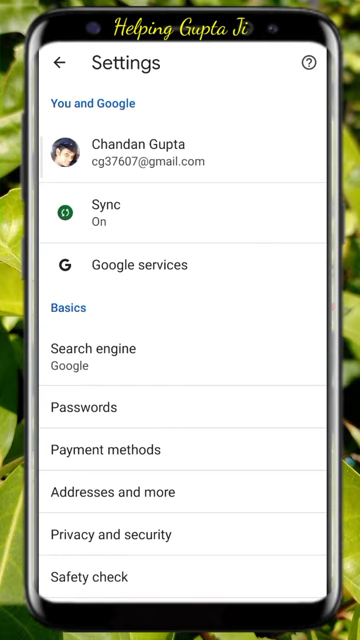 Helping Gupta Ji
Settings
You and Google
Chandan Gupta
cg37607@gmail.com
Sync
On
Google services
Basics
Search engine
Google
Passwords
Payment methods
Addresses and more
Privacy and security
Safety check